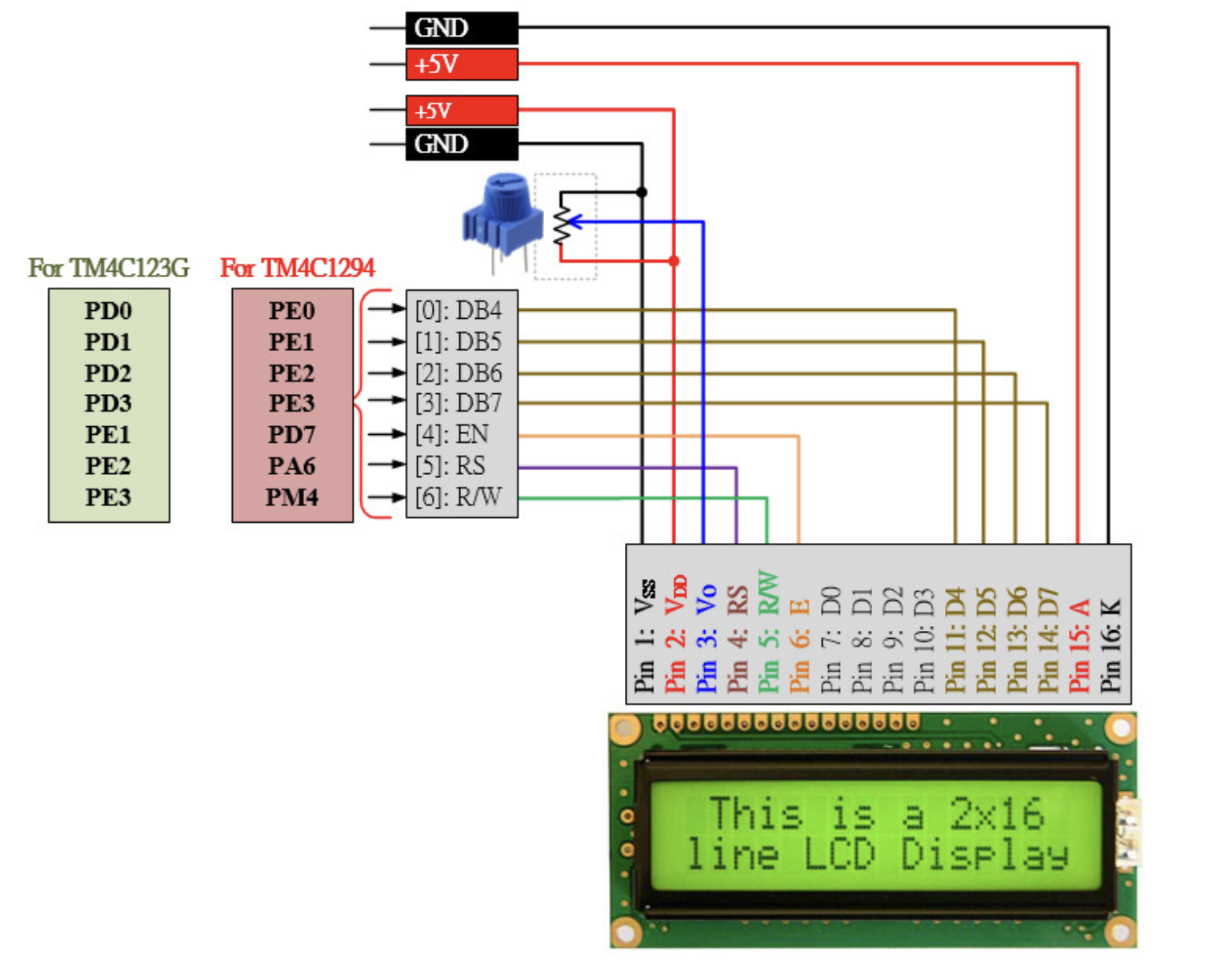 GND
+5V
+5V
GND
For TM4C123G
For TM4C1294
PD0
PD1
PD2
PD3
PE1
PE2
PE3
PE0
PE1
PE2
PE3
PD7
PA6
PM4
[0]: DB4
[1]: DB5
[2]: DB6
[3]: DB7
[4]: EN
[5]: RS
[6]: R/W
Pin 1: VSS
Pin 2: VDD
Pin 3: Vo
Pin 4: RS
Pin 5: R/W
Pin 6: E
Pin 7: D0
Pin 8: D1
Pin 9: D2
Pin 10: D3
Pin 11: D4
Pin 12: D5
Pin 13: D6
Pin 14: D7
Pin 15: A
Pin 16: K
This is a 2x16
line LCD Display